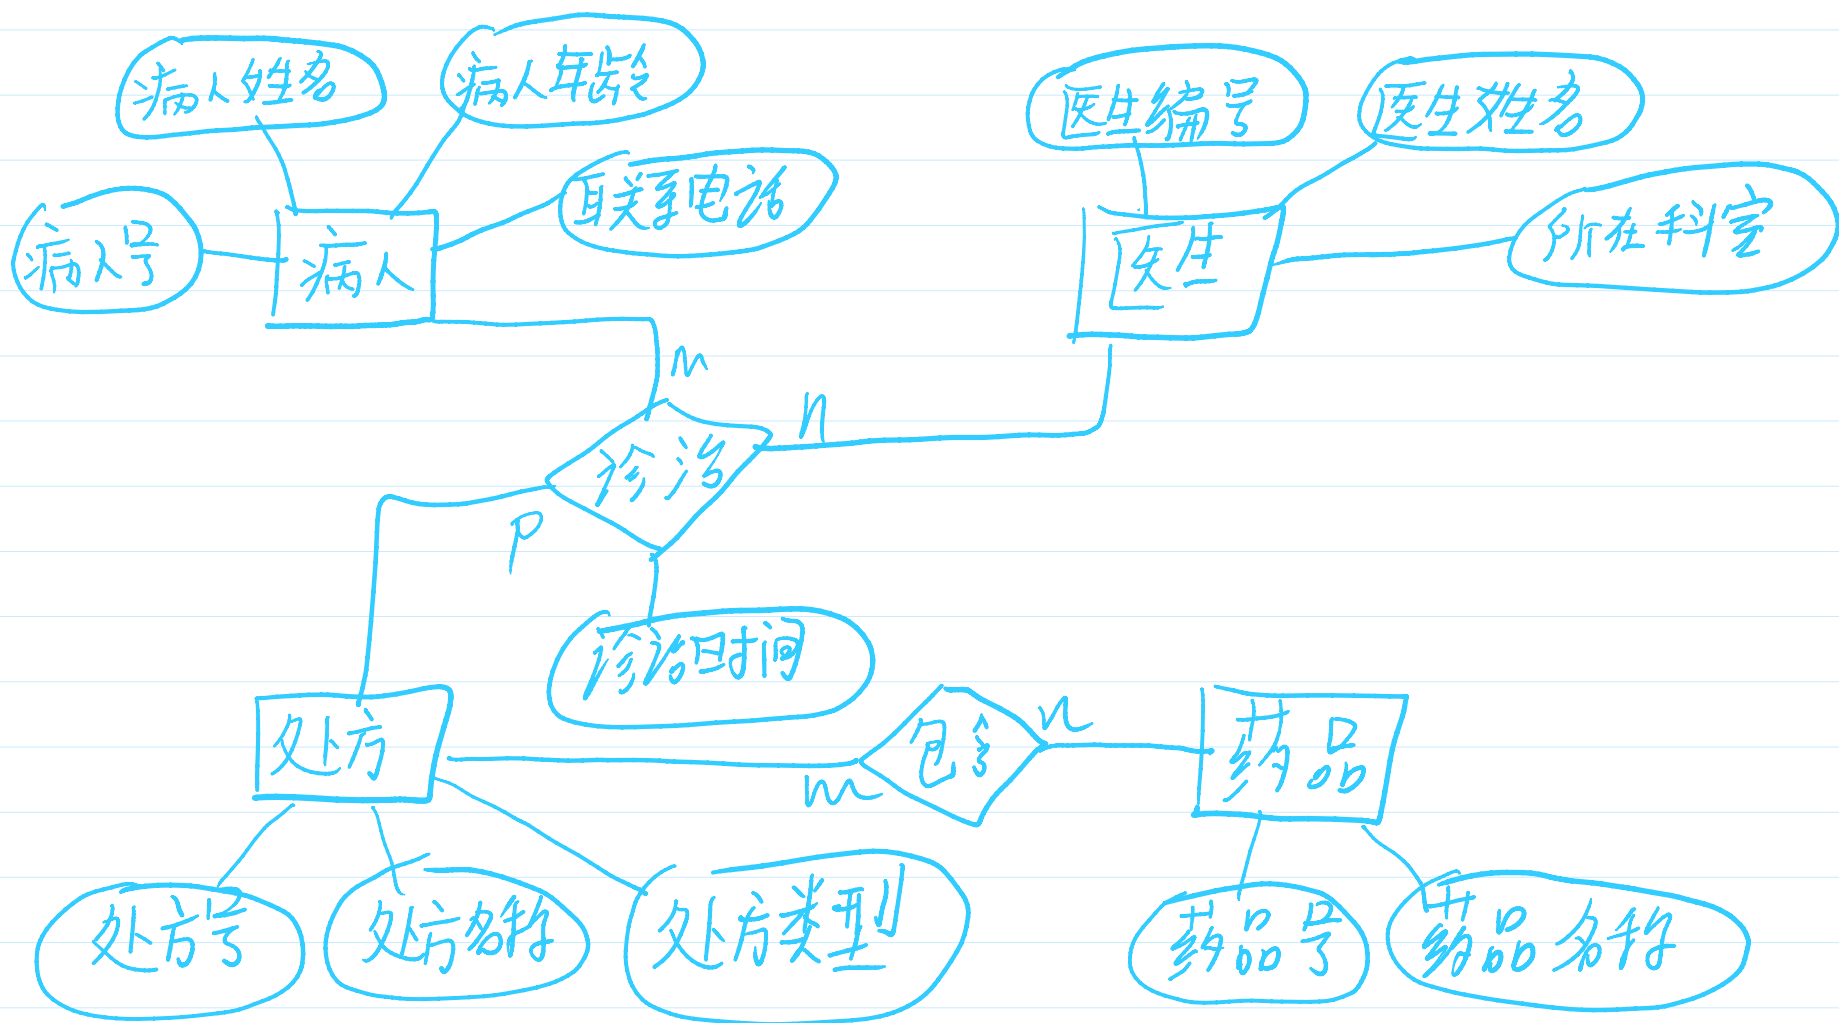 病人姓名
病人年龄
医生编号
医生姓名
病人号
病人
联系电话
医生
所在科室
m
n
诊治
p
诊治时间
处方
m
包含
n
药品
处方号
处方名称
处方类型
药品号
药品名称